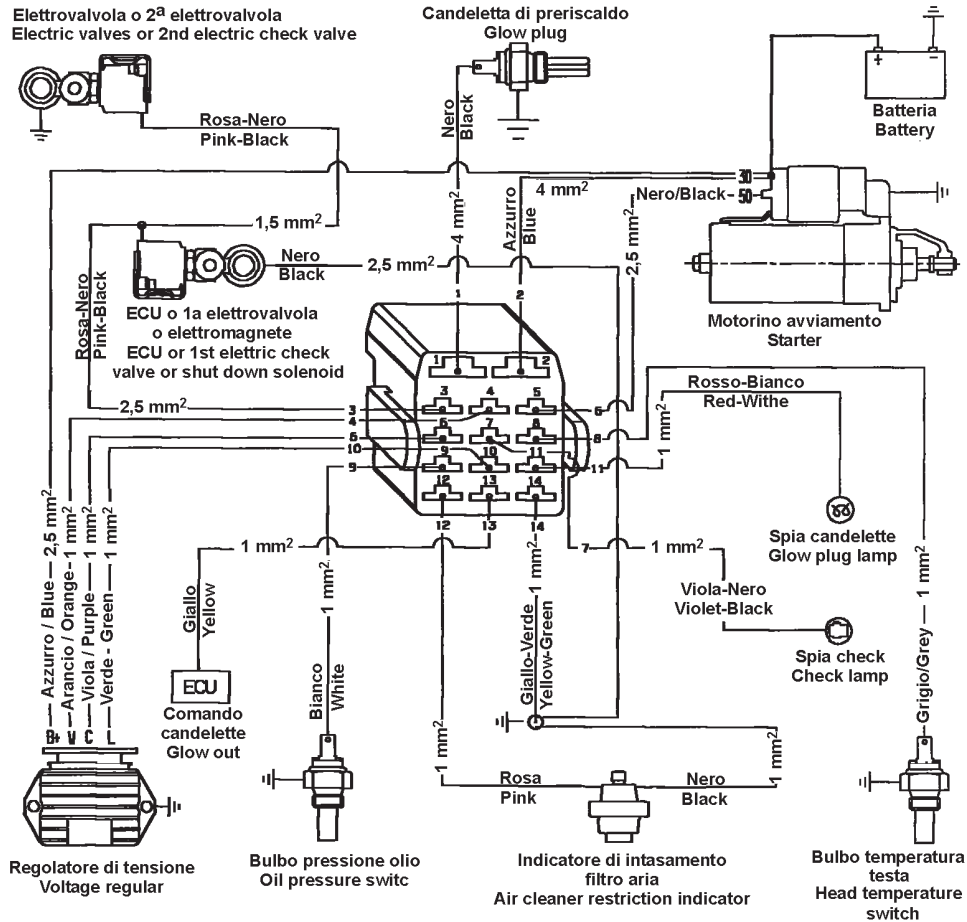 Elettrovalvola o 2a elettrovalvola
Electric valves or 2nd electric check valve
Candeletta di preriscaldo
Glow plug
+ −
Batteria
Battery
Rosa-Nero
Pink-Black
Nero
Black
4 mm2
Azzurro
Blue
4 mm2
30
Nero/Black
50
2,5 mm2
1,5 mm2
Nero
Black
2,5 mm2
Rosa-Nero
Pink-Black
ECU o 1a elettrovalvola
o elettromagnete
ECU or 1st elettric check
valve or shut down solenoid
Motorino avviamento
Starter
1 2
1 2
3 4 5
6 7 8
9 10 11
12 13 14
2,5 mm2
3
4
6
10
9
6
8
11
12 13 14
7
Rosso-Bianco
Red-Withe
1 mm2
Spia candelette
Glow plug lamp
1 mm2
Viola-Nero
Violet-Black
Spia check
Check lamp
Grigio/Grey
1 mm2
Azzurro / Blue 2,5 mm2
Arancio / Orange 1 mm2
Viola / Purple 1 mm2
Verde - Green 1 mm2
B+ W C L
1 mm2
Giallo
Yellow
ECU
Comando
candelette
Glow out
1 mm2
Bianco
White
1 mm2
1 mm2
Giallo-Verde
Yellow-Green
1 mm2
Rosa
Pink
Nero
Black
Regolatore di tensione
Voltage regular
Bulbo pressione olio
Oil pressure switc
Indicatore di intasamento
filtro aria
Air cleaner restriction indicator
Bulbo temperatura
testa
Head temperature
switch